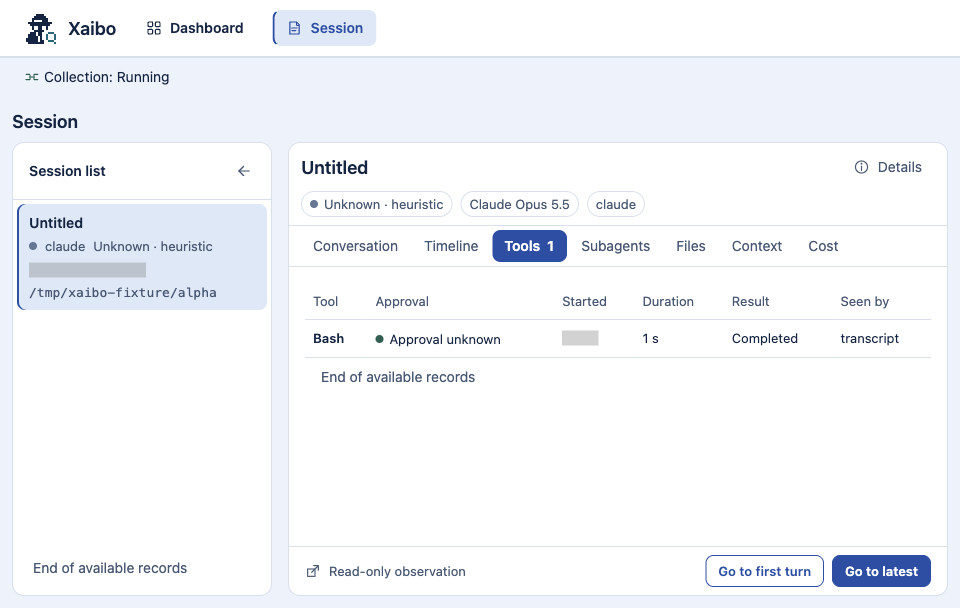 Xaibo
Dashboard
Session
Collection: Running
Session
Session list
Untitled
claude Unknown · heuristic
/tmp/xaibo-fixture/alpha
End of available records
Untitled
Details
Unknown · heuristic
Claude Opus 5.5
claude
Conversation Timeline Tools 1 Subagents Files Context Cost
Tool Approval Started Duration Result Seen by
Bash Approval unknown 1 s Completed transcript
End of available records
Read-only observation
Go to first turn
Go to latest